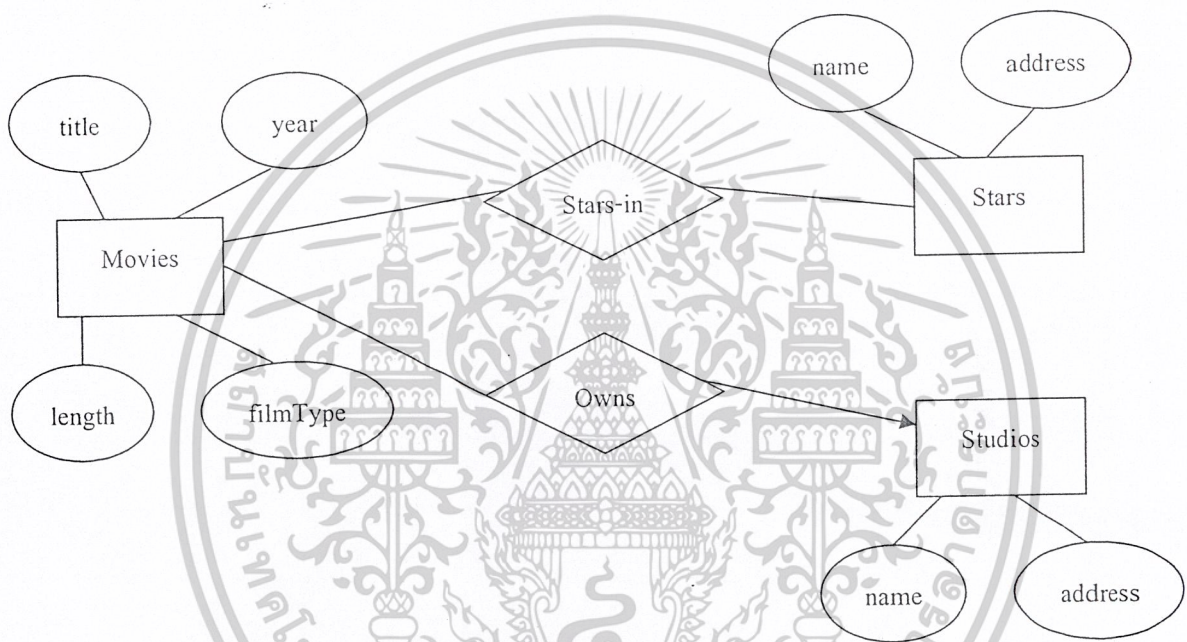 name
address
title
year
Stars-in
Stars
Movies
length
filmType
Owns
Studios
name
address